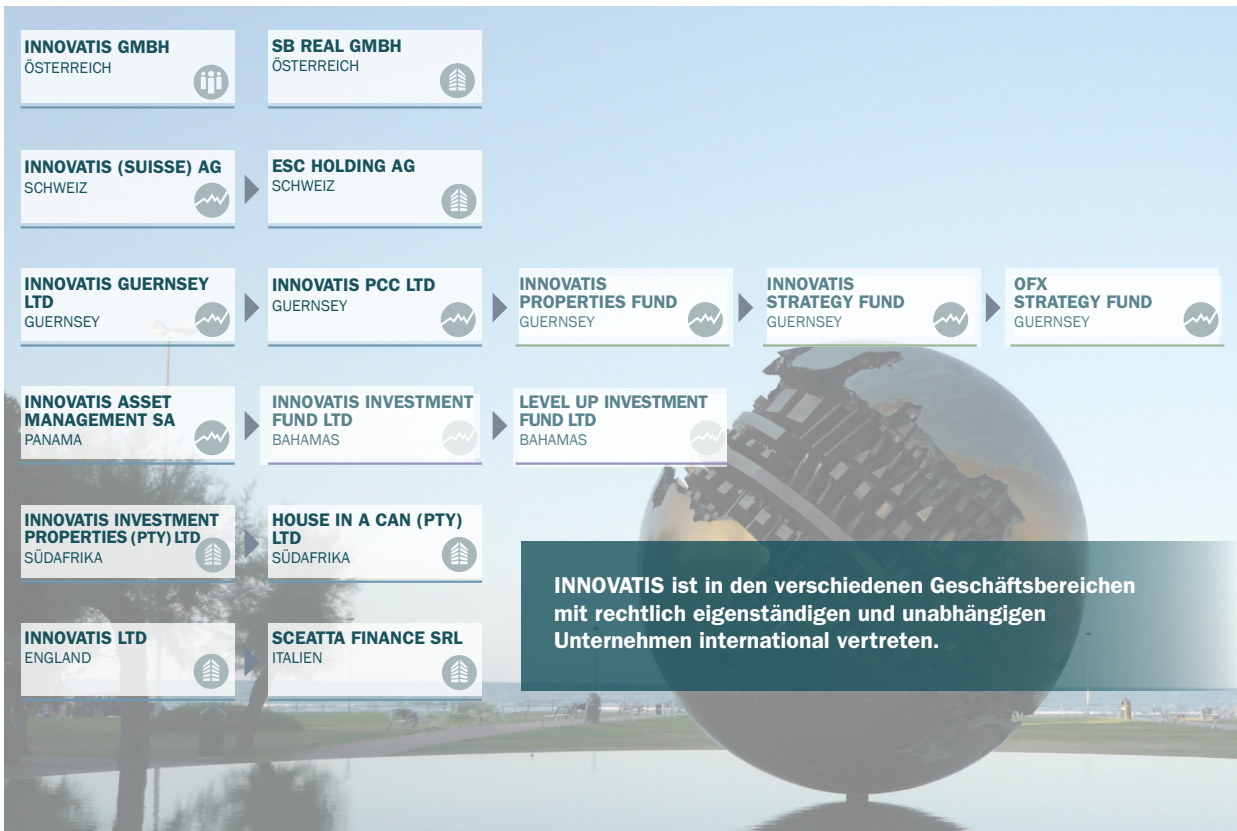 INNOVATIS GMBH
ÖSTERREICH
SB REAL GMBH
ÖSTERREICH
INNOVATIS (SUISSE) AG
SCHWEIZ
ESC HOLDING AG
SCHWEIZ
INNOVATIS GUERNSEY
LTD
GUERNSEY
INNOVATIS PCC LTD
GUERNSEY
INNOVATIS
PROPERTIES FUND
GUERNSEY
INNOVATIS
STRATEGY FUND
GUERNSEY
OFX
STRATEGY FUND
GUERNSEY
INNOVATIS ASSET
MANAGEMENT SA
PANAMA
INNOVATIS INVESTMENT
FUND LTD
BAHAMAS
LEVEL UP INVESTMENT
FUND LTD
BAHAMAS
INNOVATIS INVESTMENT
PROPERTIES (PTY) LTD
SÜDAFRIKA
HOUSE IN A CAN (PTY)
LTD
SÜDAFRIKA
INNOVATIS LTD
ENGLAND
SCEATTA FINANCE SRL
ITALIEN
INNOVATIS ist in den verschiedenen Geschäftsbereichen
mit rechtlich eigenständigen und unabhängigen
Unternehmen international vertreten.